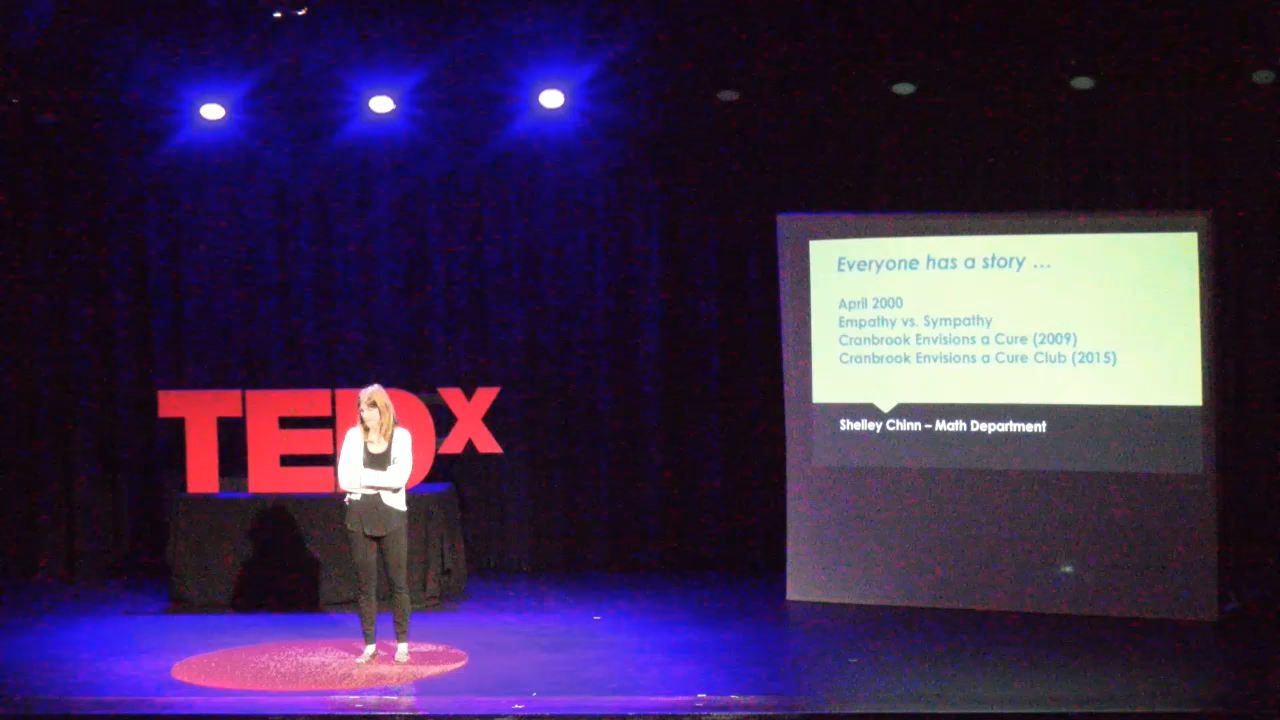 TEDx
Everyone has a story ...
April 2000
Empathy vs. Sympathy
Cranbrook Envisions a Cure (2009)
Cranbrook Envisions a Cure Club (2015)
Shelley Chinn – Math Department